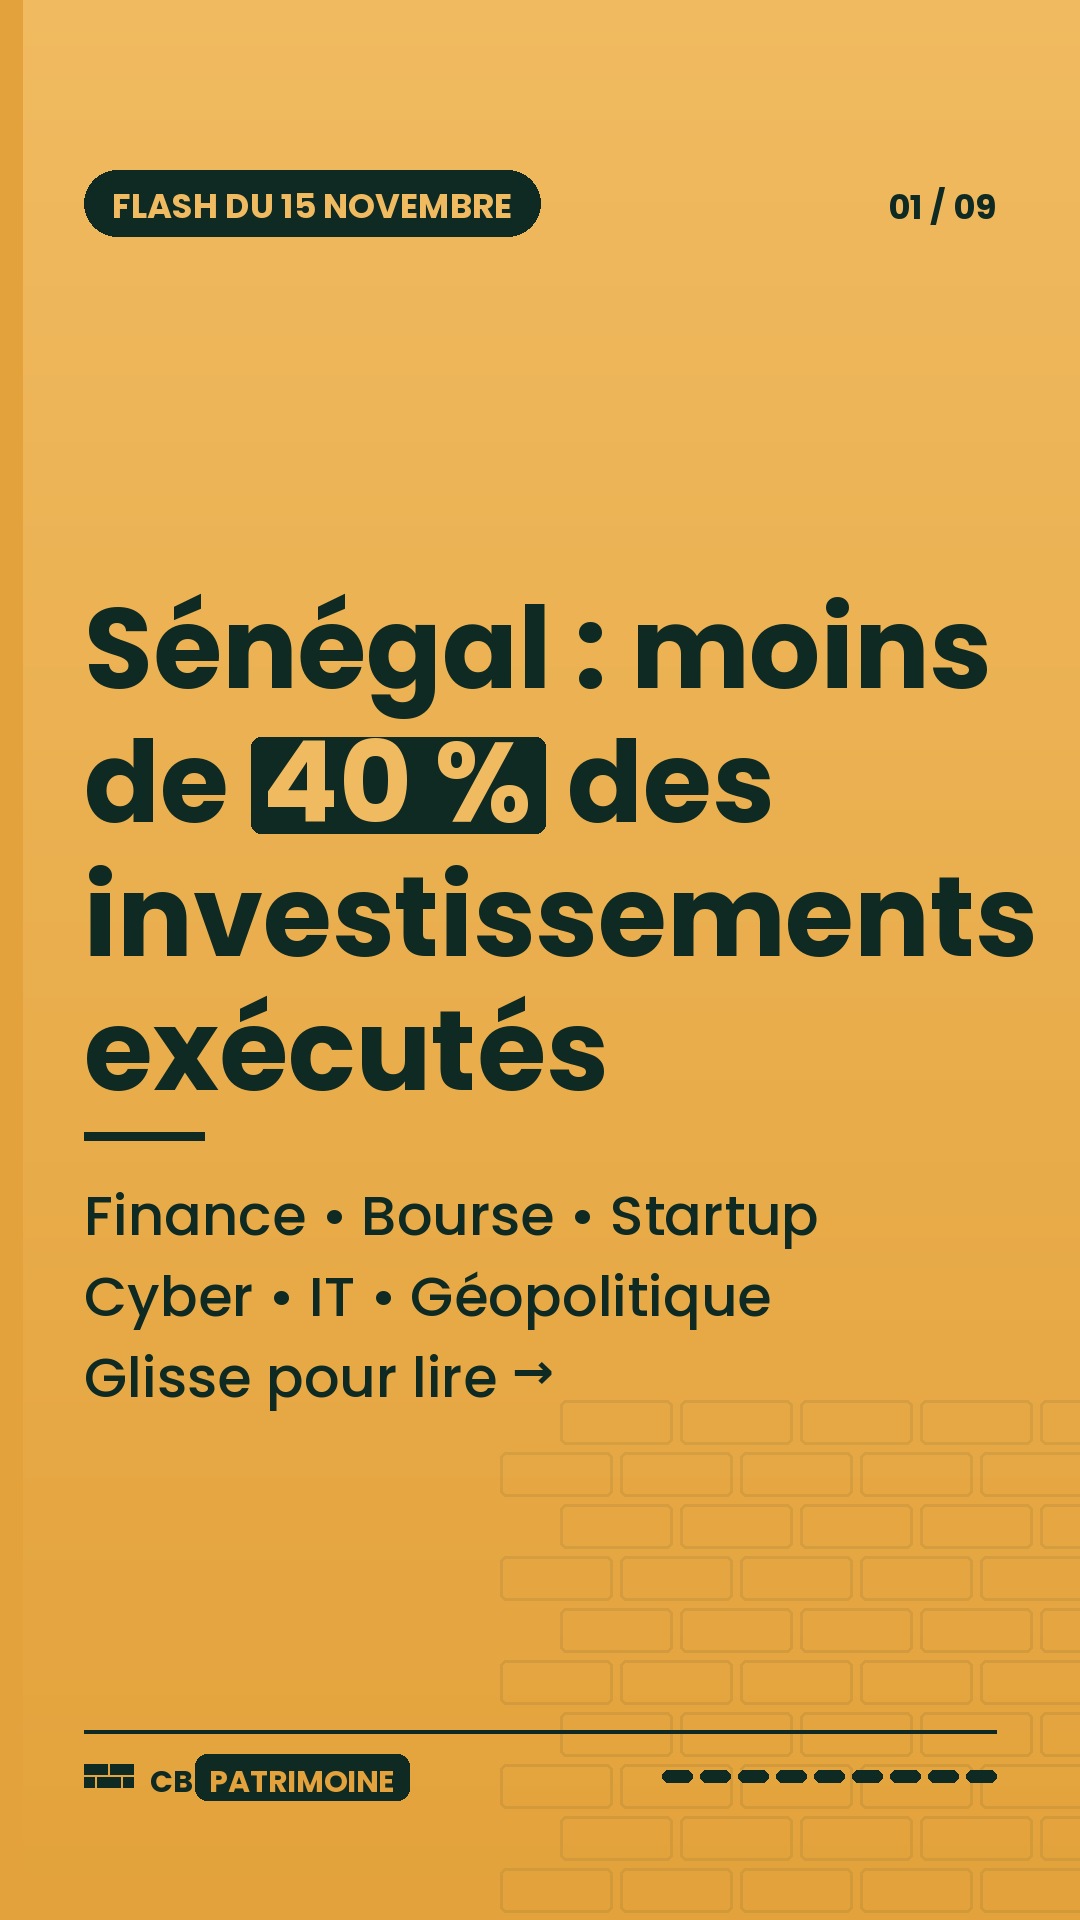 FLASH DU 15 NOVEMBRE
01 / 09
Sénégal : moins
de 40 % des
investissements
exécutés
Finance • Bourse • Startup
Cyber • IT • Géopolitique
Glisse pour lire →
CB PATRIMOINE